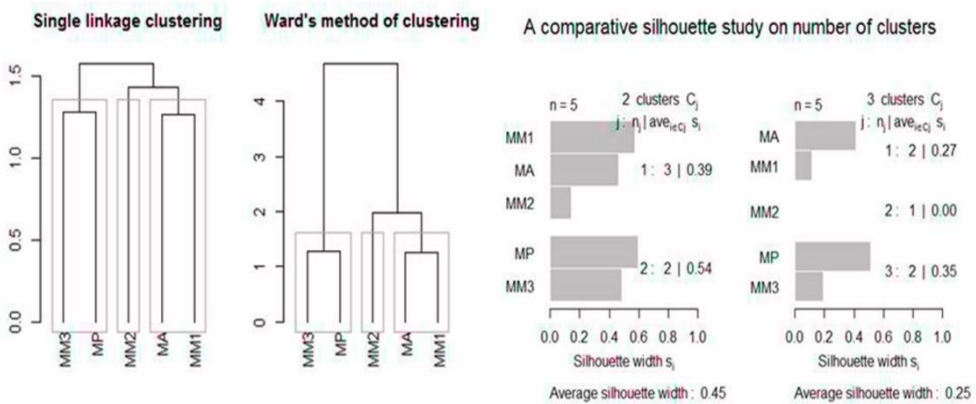 Single linkage clustering
1.5
1.0
0.5
0.0
MM3
MP
MM2
MA
MM1
Ward's method of clustering
4
3
2
1
0
MM3
MP
MM2
MA
MM1
A comparative silhouette study on number of clusters
n = 5
2 clusters Cj
j : nj | avei∈Cj si
MM1
MA
1 : 3 | 0.39
MM2
MP
2 : 2 | 0.54
MM3
0.0 0.2 0.4 0.6 0.8 1.0
Silhouette width si
Average silhouette width : 0.45
n = 5
3 clusters Cj
j : nj | avei∈Cj si
MA
1 : 2 | 0.27
MM1
MM2
2 : 1 | 0.00
MP
3 : 2 | 0.35
MM3
0.0 0.2 0.4 0.6 0.8 1.0
Silhouette width si
Average silhouette width : 0.25